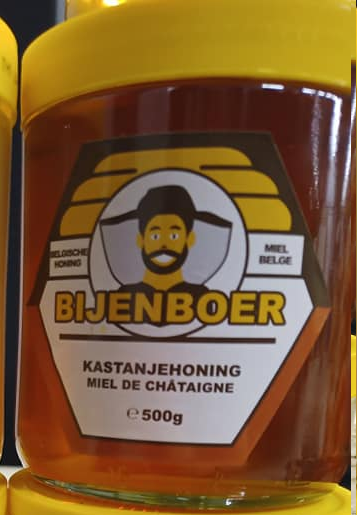 BELGISCHE
HONING
MIEL
BELGE
BIJENBOER
KASTANJEHONING
MIEL DE CHÂTAIGNE
℮ 500g